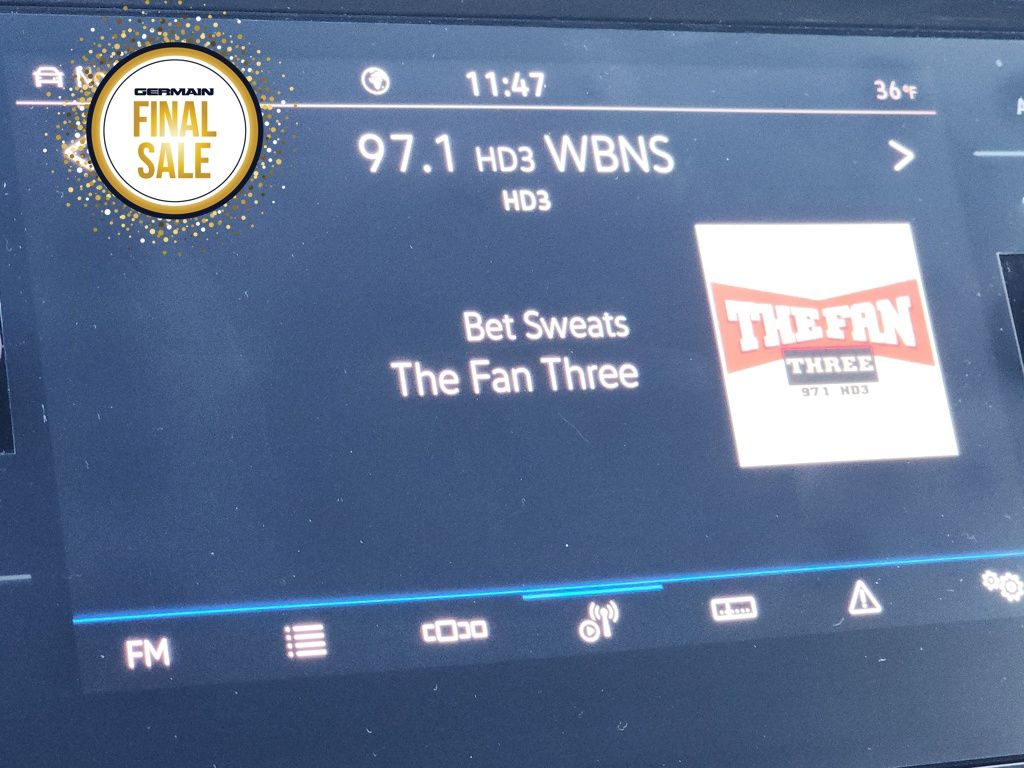 GERMAIN
FINAL
SALE
11:47
36°F
97.1 HD3 WBNS
HD3
Bet Sweats
The Fan Three
THE FAN
THREE
97.1 HD3
FM